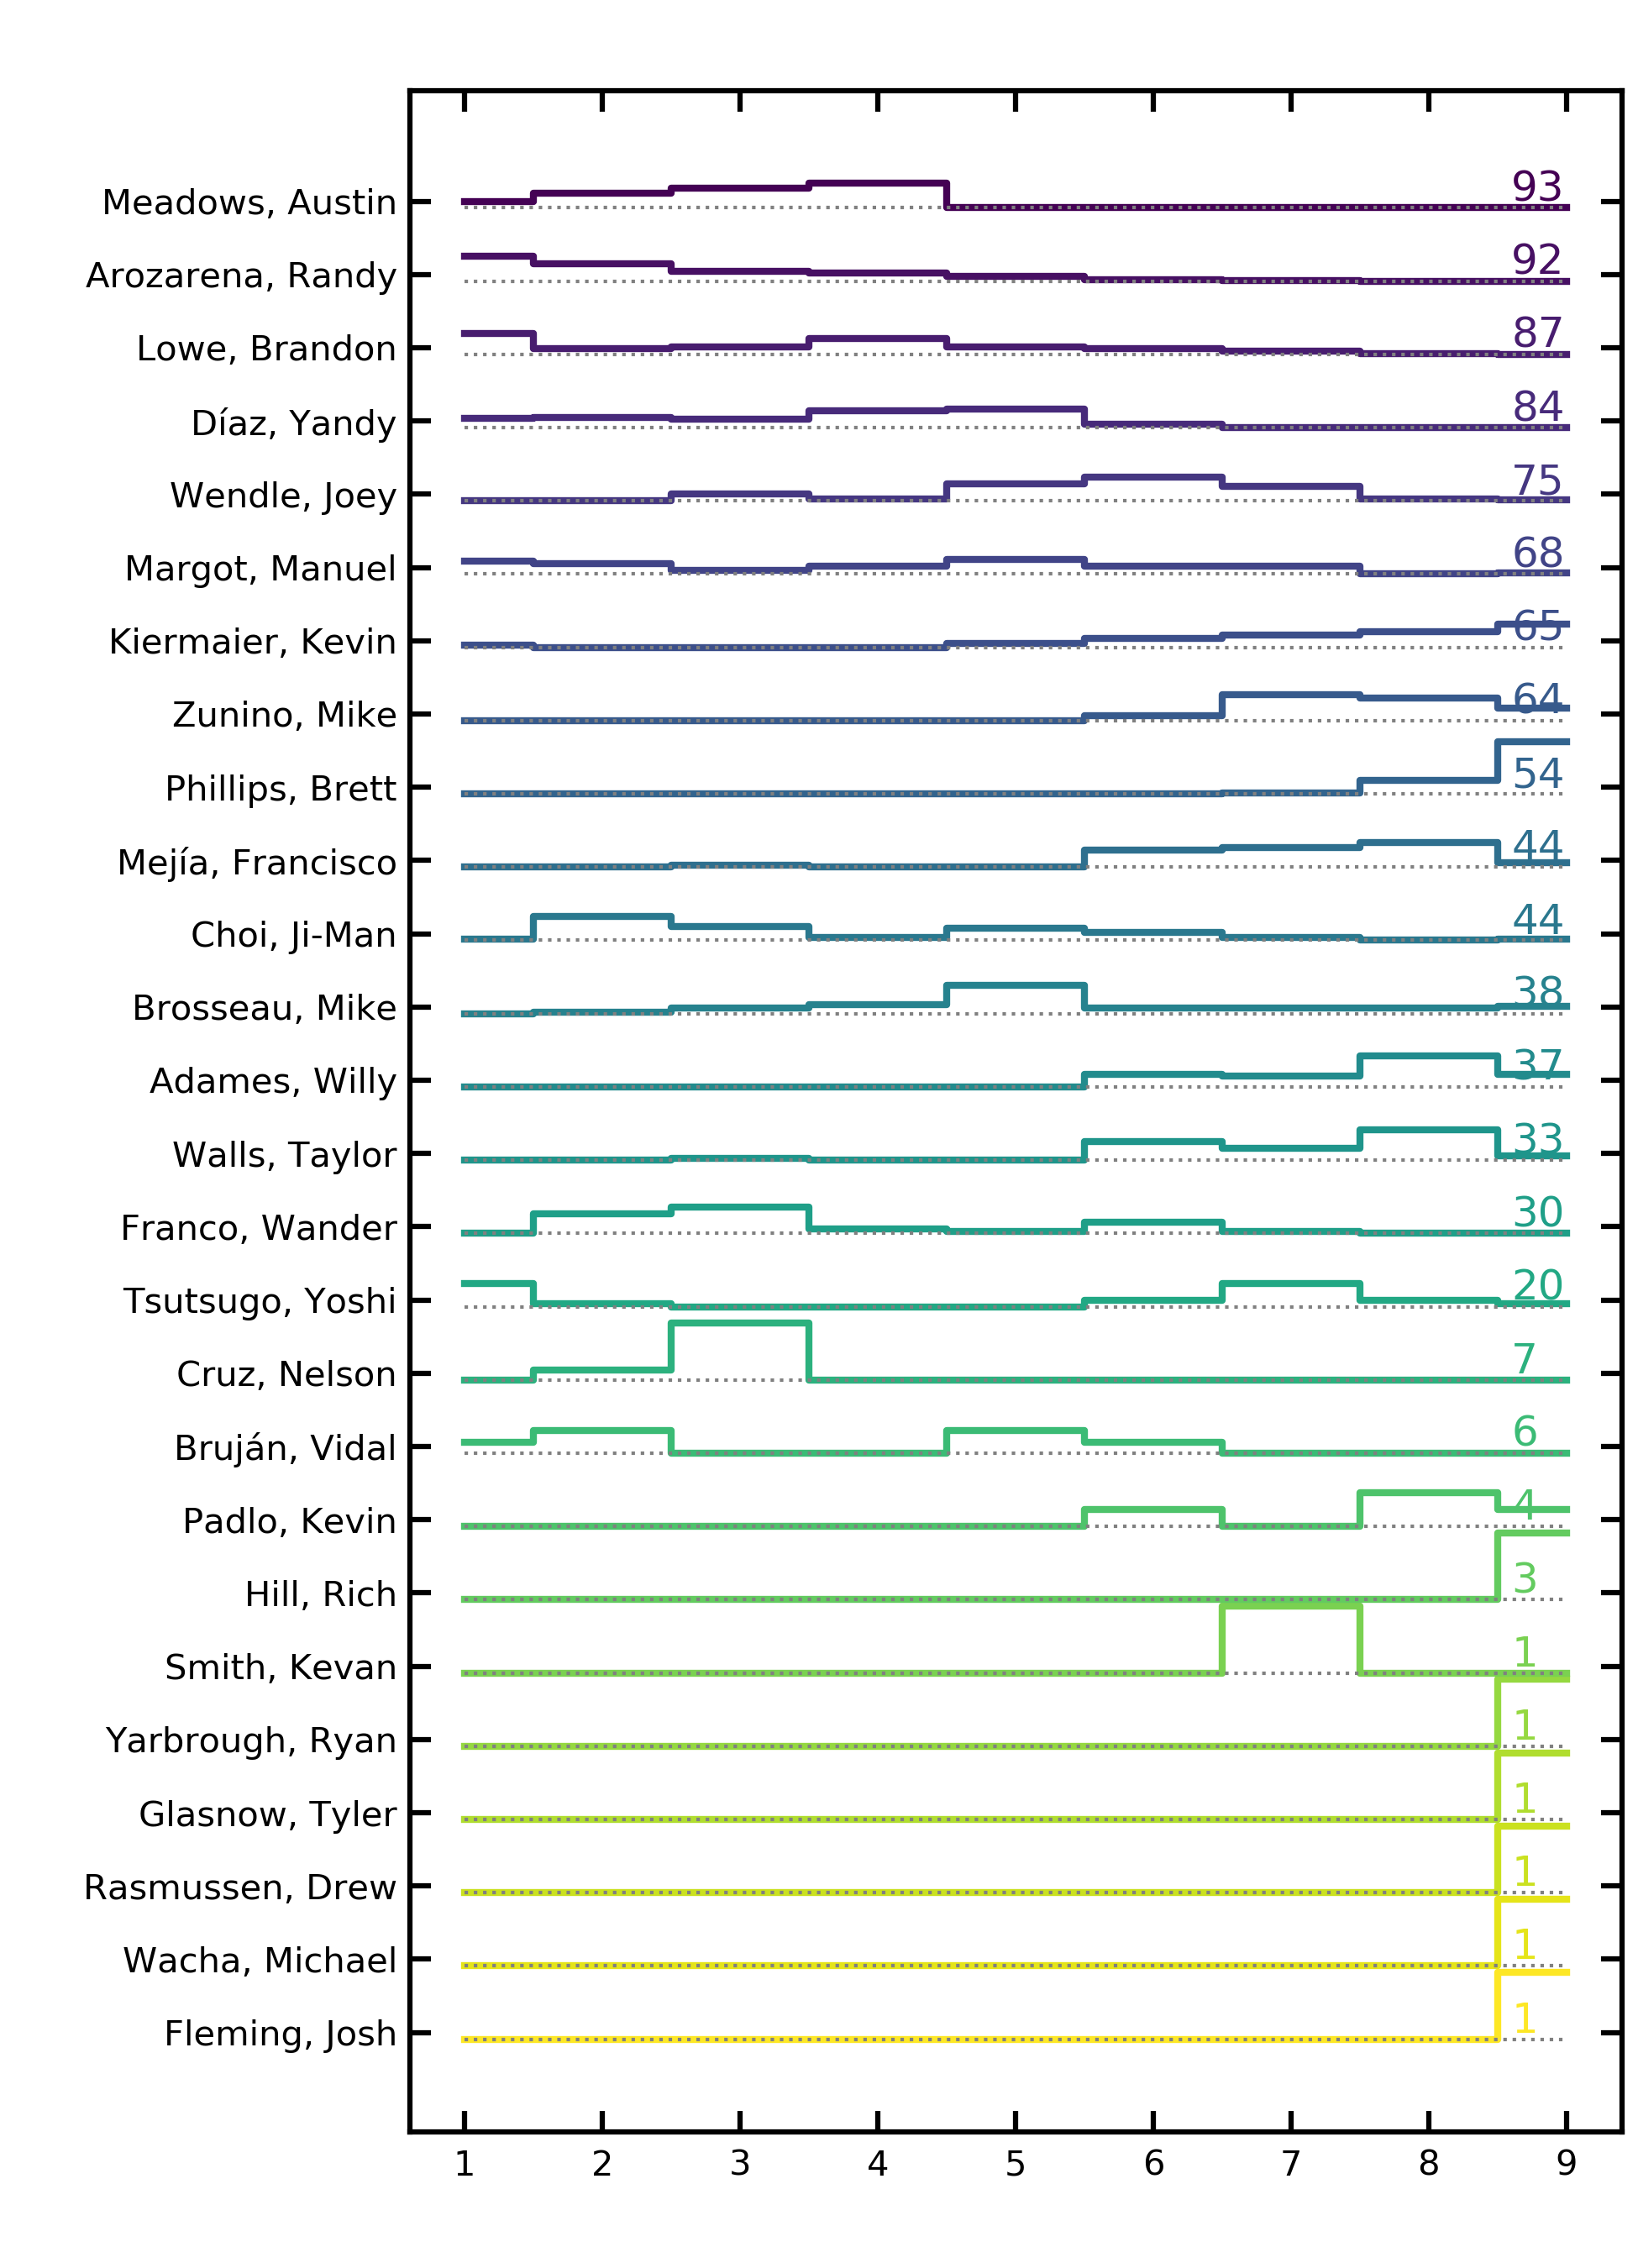 Meadows, Austin 93
Arozarena, Randy 92
Lowe, Brandon 87
Díaz, Yandy 84
Wendle, Joey 75
Margot, Manuel 68
Kiermaier, Kevin 65
Zunino, Mike 64
Phillips, Brett 54
Mejía, Francisco 44
Choi, Ji-Man 44
Brosseau, Mike 38
Adames, Willy 37
Walls, Taylor 33
Franco, Wander 30
Tsutsugo, Yoshi 20
Cruz, Nelson 7
Bruján, Vidal 6
Padlo, Kevin 4
Hill, Rich 3
Smith, Kevan 1
Yarbrough, Ryan 1
Glasnow, Tyler 1
Rasmussen, Drew 1
Wacha, Michael 1
Fleming, Josh 1
1 2 3 4 5 6 7 8 9